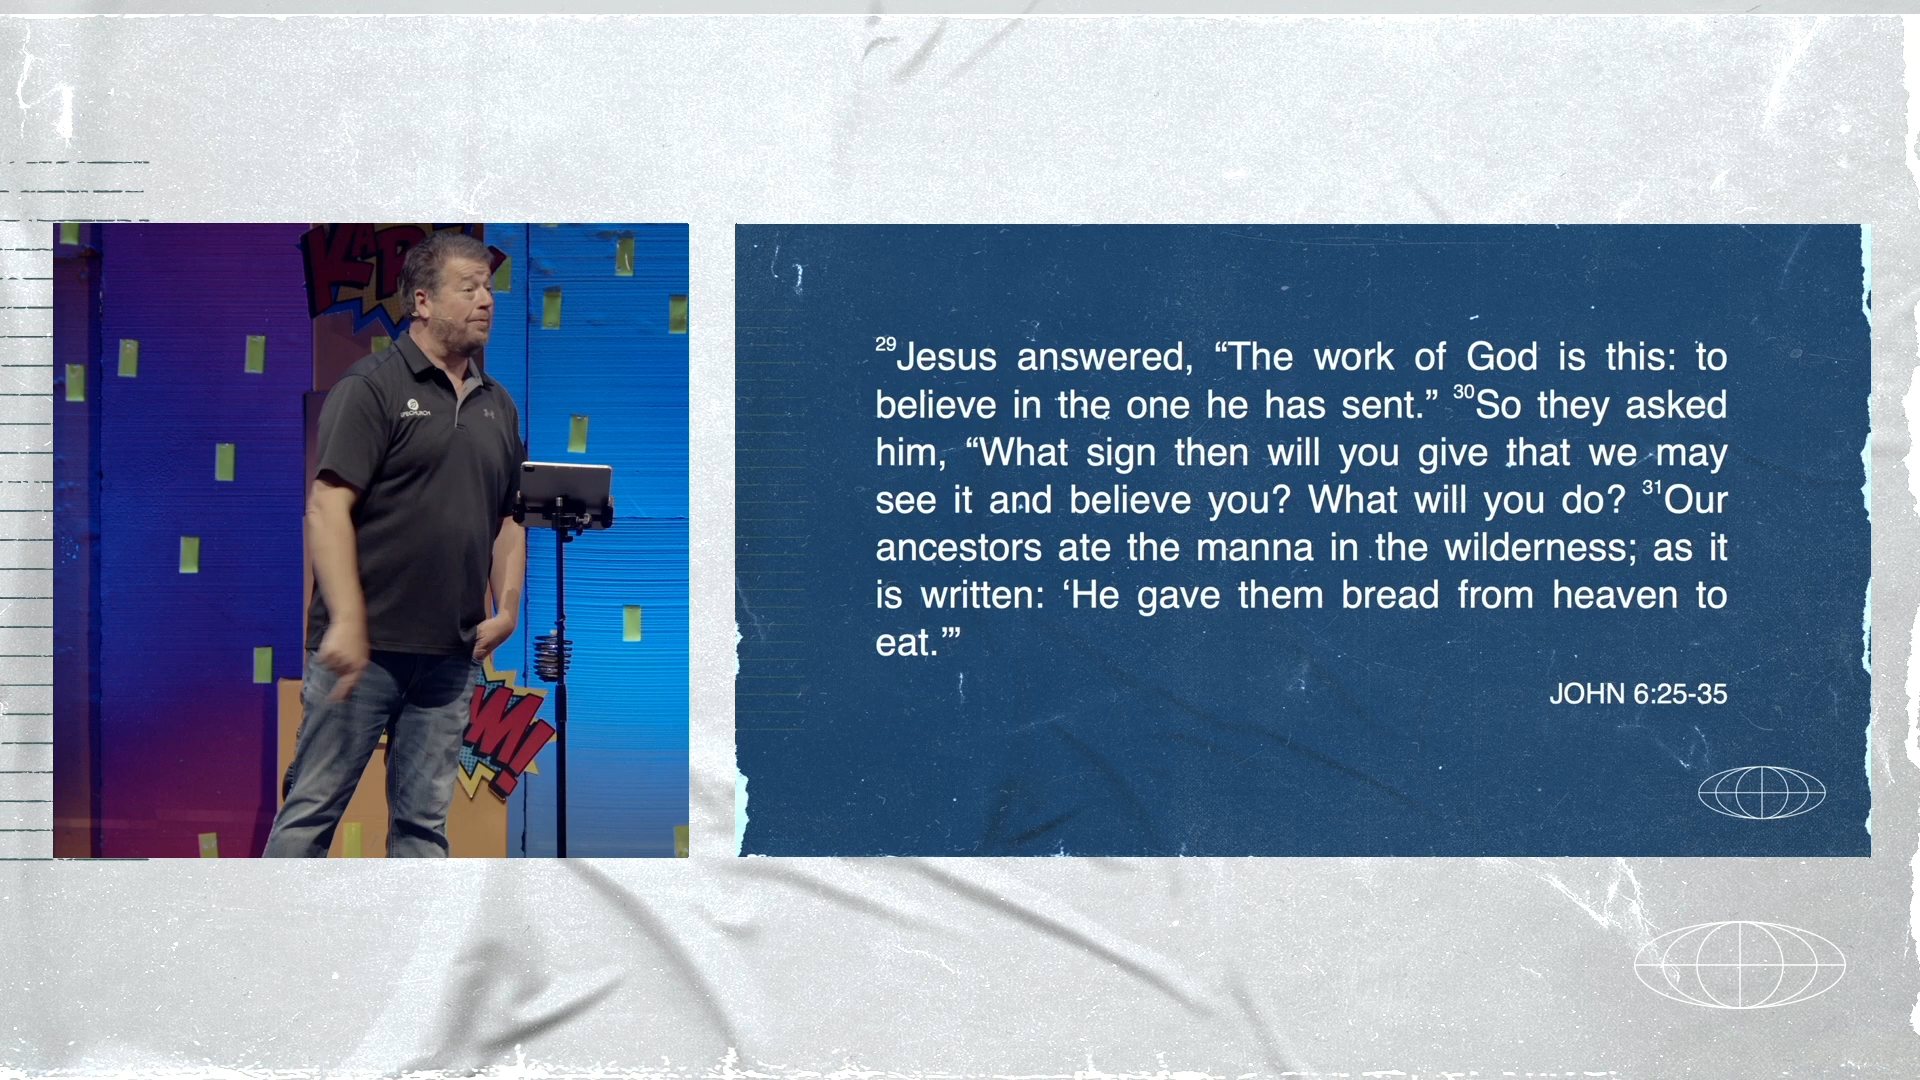 ²⁹Jesus answered, “The work of God is this: to
believe in the one he has sent.” ³⁰So they asked
him, “What sign then will you give that we may
see it and believe you? What will you do? ³¹Our
ancestors ate the manna in the wilderness; as it
is written: ‘He gave them bread from heaven to
eat.’”
JOHN 6:25-35